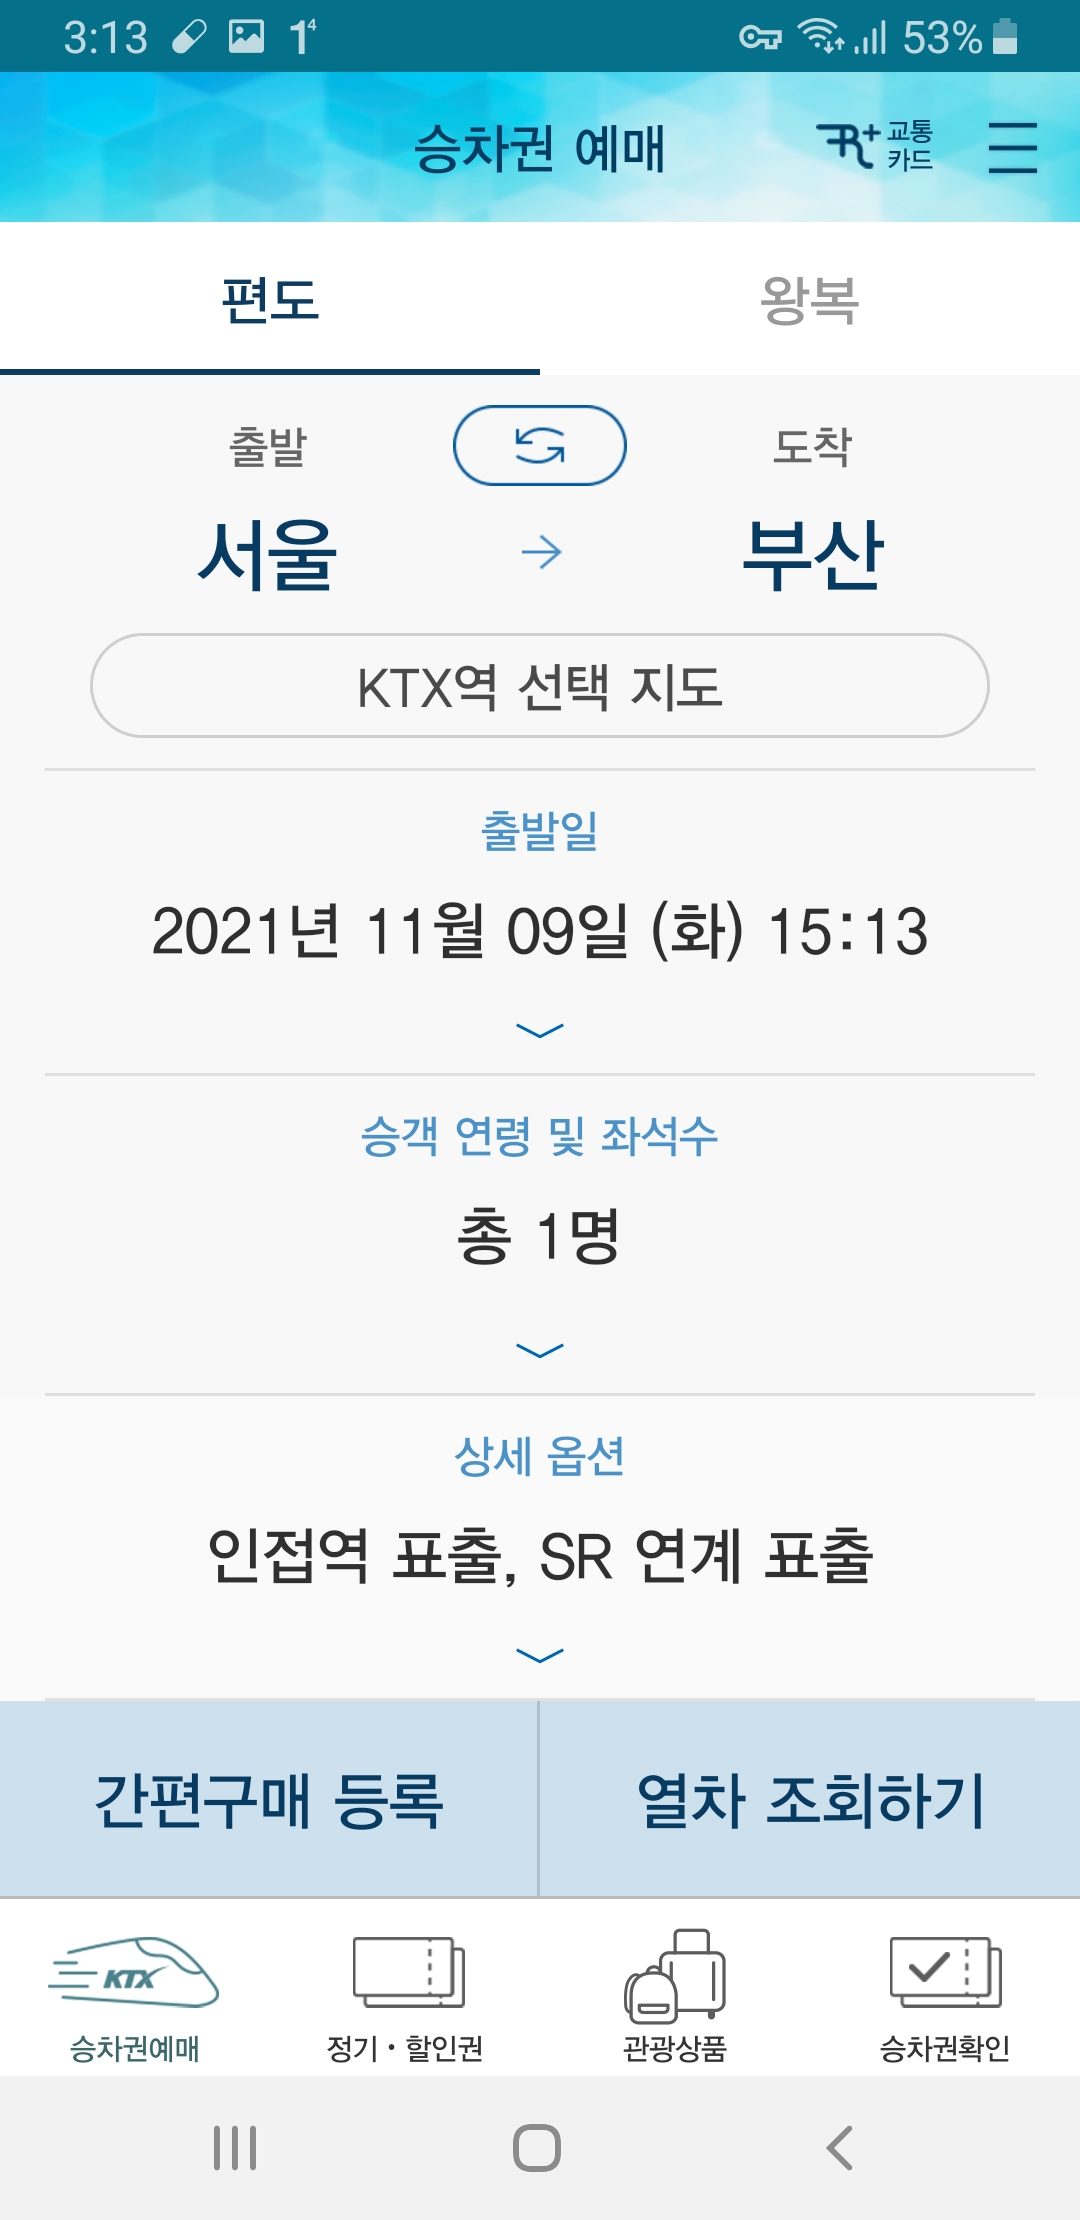 3:13 1 4 53%
승차권 예매
R+ 교통
카드
편도 왕복
출발 도착
서울 부산
KTX역 선택 지도
출발일
2021년 11월 09일 (화) 15:13
승객 연령 및 좌석수
총 1명
상세 옵션
인접역 표출, SR 연계 표출
간편구매 등록 열차 조회하기
KTX
승차권예매 정기·할인권 관광상품 승차권확인